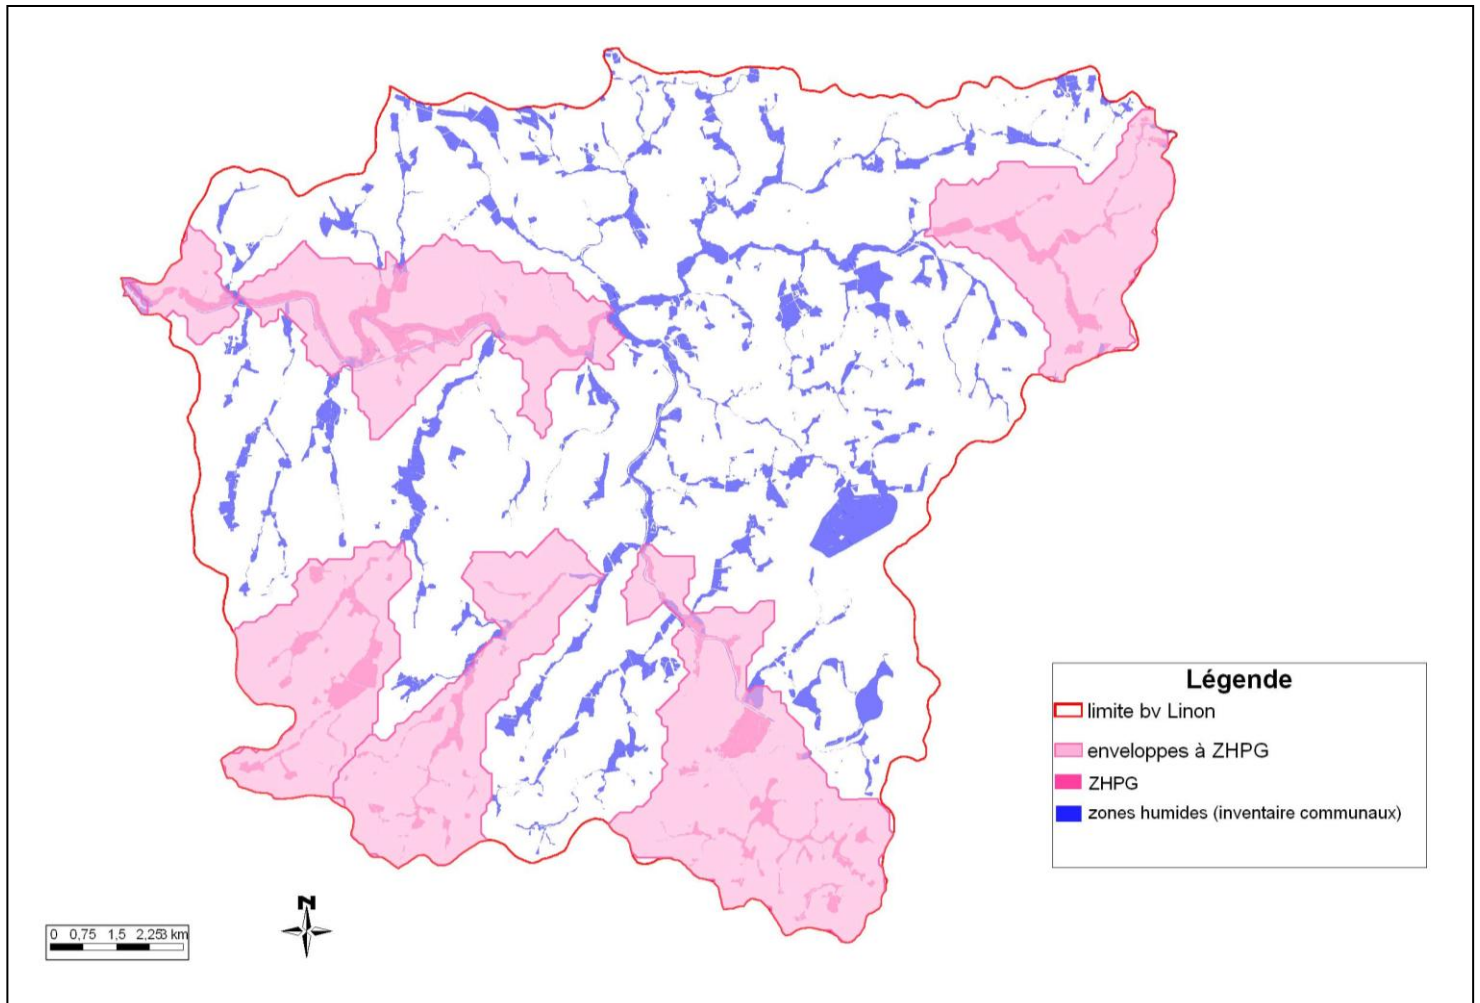 Légende
limite bv Linon
enveloppes à ZHPG
ZHPG
zones humides (inventaire communaux)
N
0 0,75 1,5 2,25 3 km